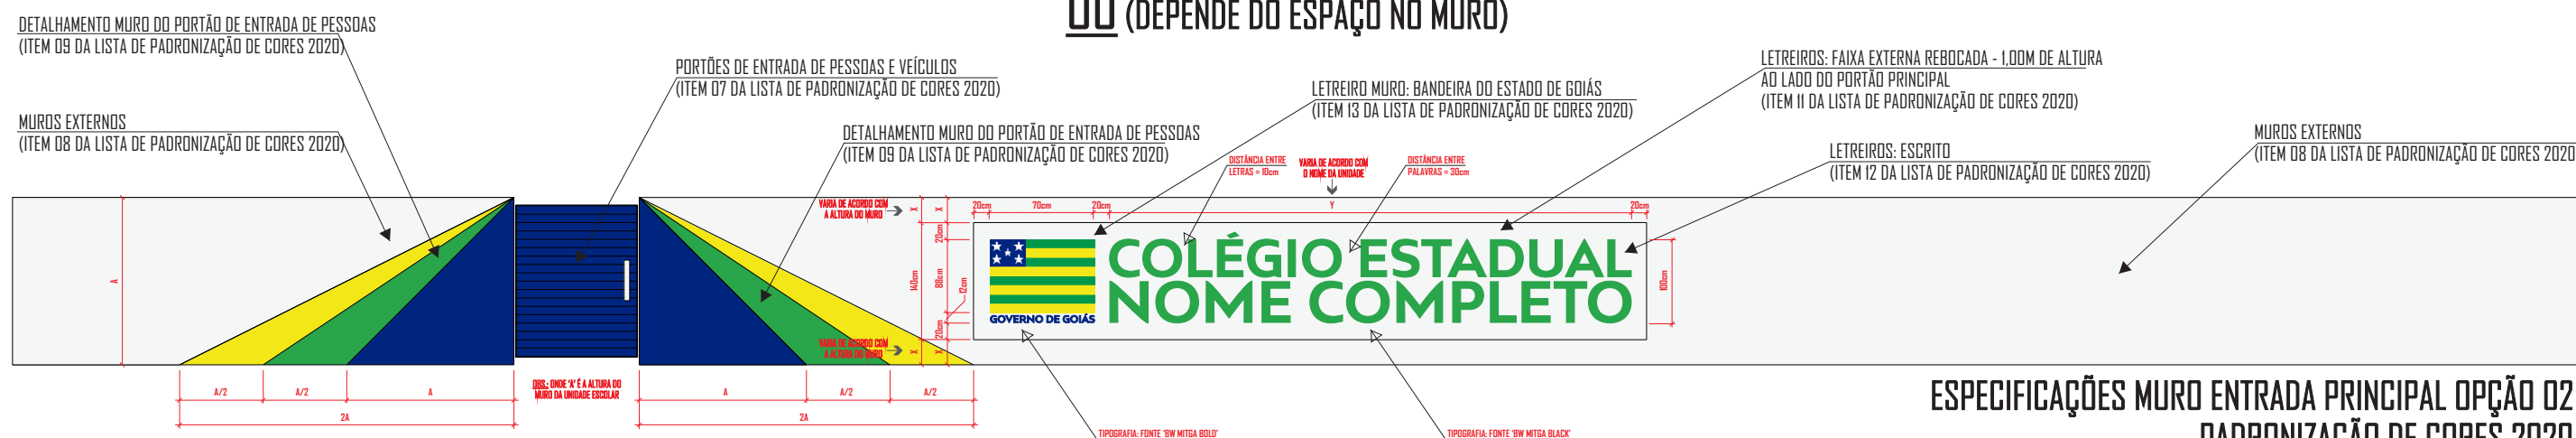 OU (DEPENDE DO ESPAÇO NO MURO)
DETALHAMENTO MURO DO PORTÃO DE ENTRADA DE PESSOAS
(ITEM 09 DA LISTA DE PADRONIZAÇÃO DE CORES 2020)
MUROS EXTERNOS
(ITEM 08 DA LISTA DE PADRONIZAÇÃO DE CORES 2020)
PORTÕES DE ENTRADA DE PESSOAS E VEÍCULOS
(ITEM 07 DA LISTA DE PADRONIZAÇÃO DE CORES 2020)
DETALHAMENTO MURO DO PORTÃO DE ENTRADA DE PESSOAS
(ITEM 09 DA LISTA DE PADRONIZAÇÃO DE CORES 2020)
LETREIRO MURO: BANDEIRA DO ESTADO DE GOIÁS
(ITEM 13 DA LISTA DE PADRONIZAÇÃO DE CORES 2020)
LETREIROS: FAIXA EXTERNA REBOCADA - 1,00M DE ALTURA
AO LADO DO PORTÃO PRINCIPAL
(ITEM 11 DA LISTA DE PADRONIZAÇÃO DE CORES 2020)
LETREIROS: ESCRITO
(ITEM 12 DA LISTA DE PADRONIZAÇÃO DE CORES 2020)
MUROS EXTERNOS
(ITEM 08 DA LISTA DE PADRONIZAÇÃO DE CORES 2020
DISTÂNCIA ENTRE
LETRAS = 10cm
VARIA DE ACORDO COM
O NOME DA UNIDADE
DISTÂNCIA ENTRE
PALAVRAS = 30cm
VARIA DE ACORDO COM
A ALTURA DO MURO
X
X
20cm
70cm
20cm
Y
20cm
A
140cm
20cm
88cm
12cm
20cm
100cm
COLÉGIO ESTADUAL
NOME COMPLETO
GOVERNO DE GOIÁS
VARIA DE ACORDO COM
A ALTURA DO MURO
X
X
A/2
A/2
A
2A
OBS.: ONDE 'A' É A ALTURA DO
MURO DA UNIDADE ESCOLAR
A
A/2
A/2
2A
TIPOGRAFIA: FONTE 'BW MITGA BOLD'
TIPOGRAFIA: FONTE 'BW MITGA BLACK'
ESPECIFICAÇÕES MURO ENTRADA PRINCIPAL OPÇÃO 02
PADRONIZAÇÃO DE CORES 2020